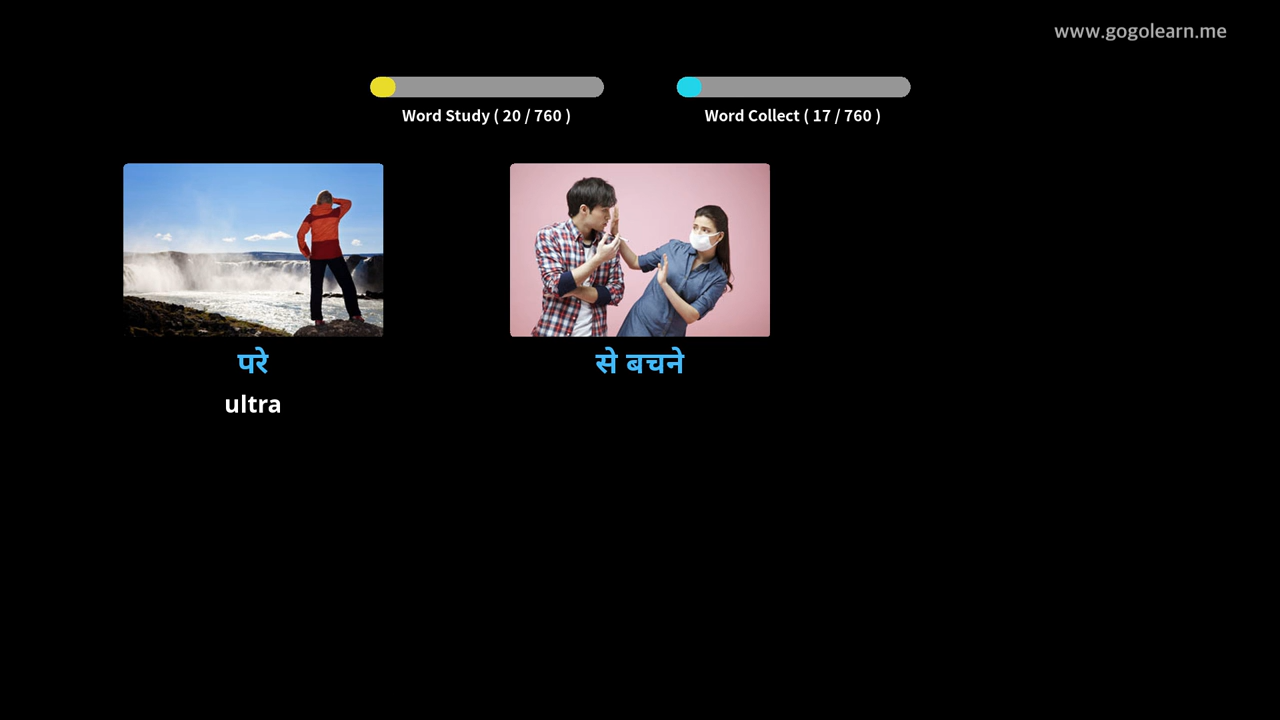 www.gogolearn.me
Word Study ( 20 / 760 )
Word Collect ( 17 / 760 )
परे
ultra
से बचने